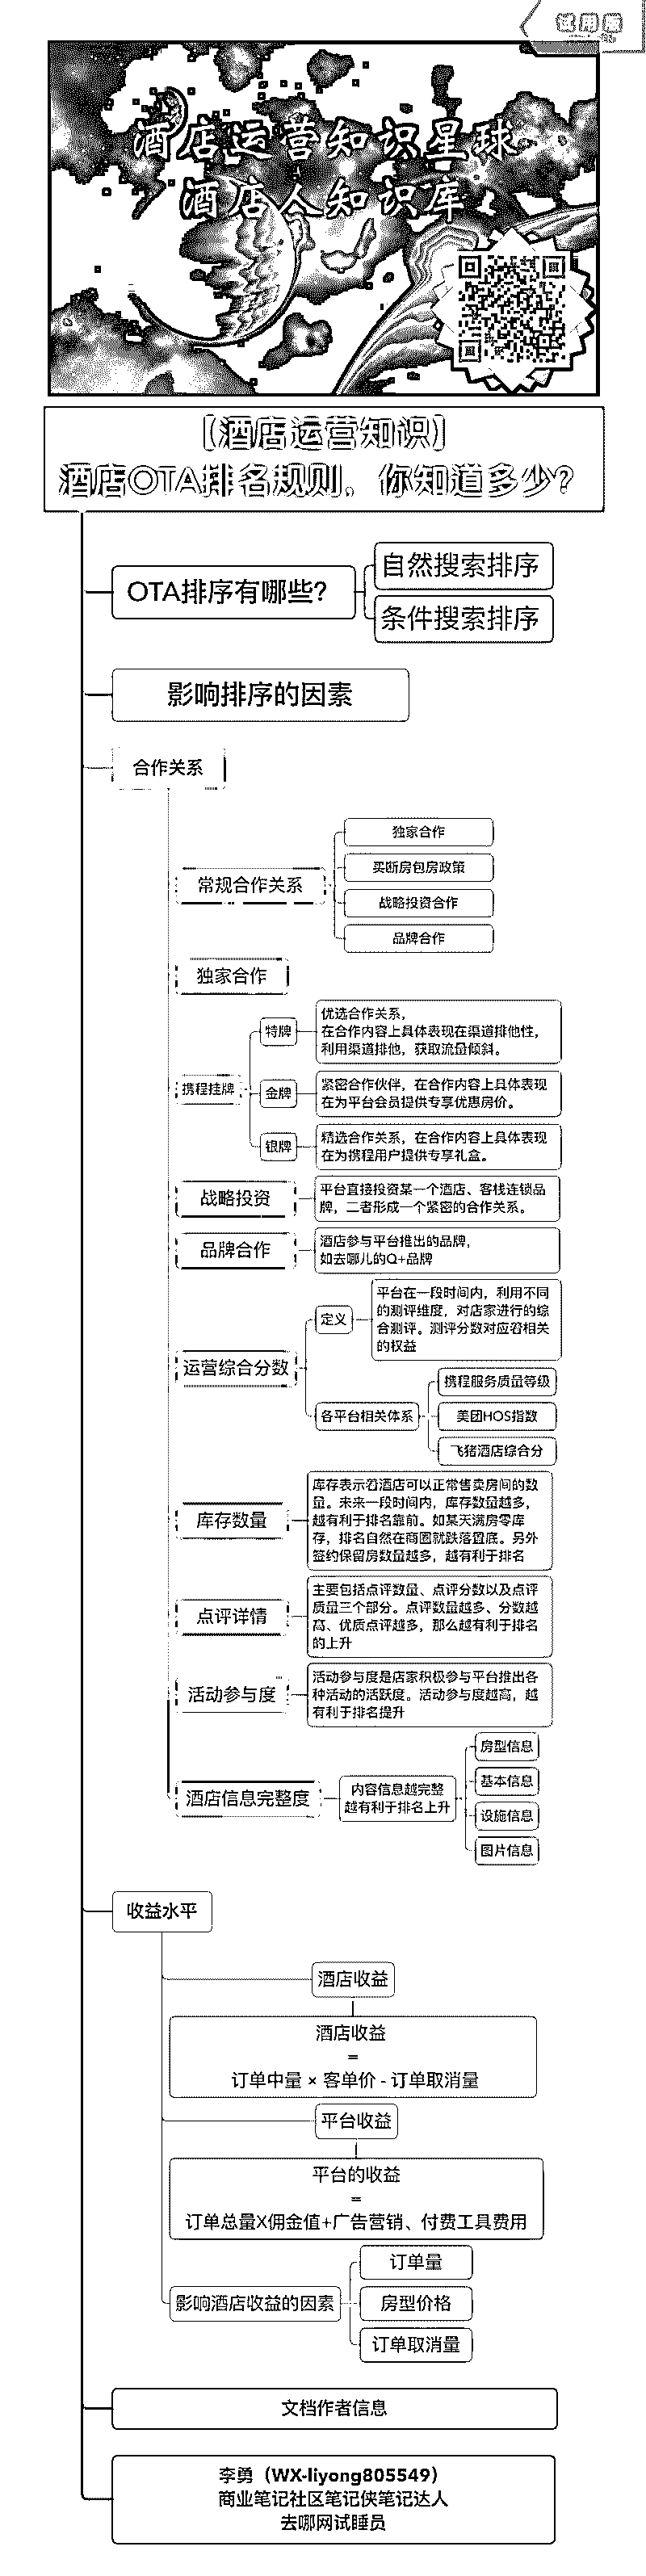 试用版
酒店运营知识星球
酒店人知识库
【酒店运营知识】
酒店OTA排名规则，你知道多少？
OTA排序有哪些？
自然搜索排序
条件搜索排序
影响排序的因素
合作关系
常规合作关系
独家合作
买断房包房政策
战略投资合作
品牌合作
独家合作
携程挂牌
特牌
优选合作关系，
在合作内容上具体表现在渠道排他性，
利用渠道排他，获取流量倾斜。
金牌
紧密合作伙伴，在合作内容上具体表现
在为平台会员提供专享优惠房价。
银牌
精选合作关系，在合作内容上具体表现
在为携程用户提供专享礼盒。
战略投资
平台直接投资某一个酒店、客栈连锁品
牌，二者形成一个紧密的合作关系。
品牌合作
酒店参与平台推出的品牌，
如去哪儿的Q+品牌
运营综合分数
定义
平台在一段时间内，利用不同
的测评维度，对店家进行的综
合测评。测评分数对应着相关
的权益
各平台相关体系
携程服务质量等级
美团HOS指数
飞猪酒店综合分
库存数量
库存表示着酒店可以正常售卖房间的数
量。未来一段时间内，库存数量越多，
越有利于排名靠前。如某天满房零库
存，排名自然在商圈就跌落置底。另外
签约保留房数量越多，越有利于排名
点评详情
主要包括点评数量、点评分数以及点评
质量三个部分。点评数量越多、分数越
高、优质点评越多，那么越有利于排名
的上升
活动参与度
活动参与度是店家积极参与平台推出各
种活动的活跃度。活动参与度越高，越
有利于排名提升
酒店信息完整度
内容信息越完整
越有利于排名上升
房型信息
基本信息
设施信息
图片信息
收益水平
酒店收益
酒店收益
=
订单中量 × 客单价 - 订单取消量
平台收益
平台的收益
=
订单总量X佣金值+广告营销、付费工具费用
影响酒店收益的因素
订单量
房型价格
订单取消量
文档作者信息
李勇（WX-liyong805549）
商业笔记社区笔记侠笔记达人
去哪网试睡员